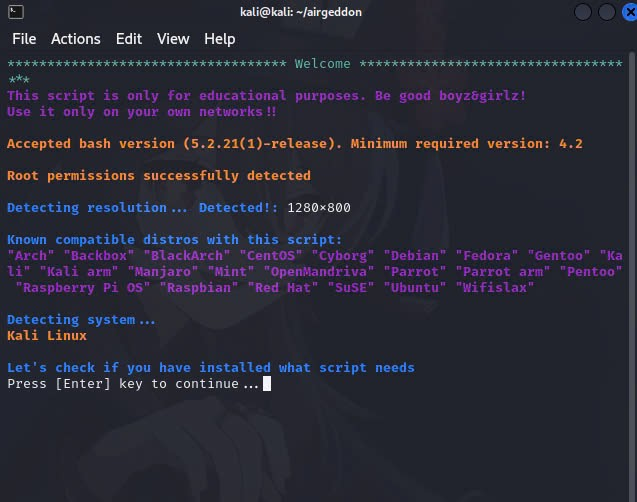 kali@kali: ~/airgeddon
File Actions Edit View Help
*********************************** Welcome *********************************
***
This script is only for educational purposes. Be good boyz&girlz!
Use it only on your own networks!!
Accepted bash version (5.2.21(1)-release). Minimum required version: 4.2
Root permissions successfully detected
Detecting resolution... Detected!: 1280×800
Known compatible distros with this script:
"Arch" "Backbox" "BlackArch" "CentOS" "Cyborg" "Debian" "Fedora" "Gentoo" "Ka
li" "Kali arm" "Manjaro" "Mint" "OpenMandriva" "Parrot" "Parrot arm" "Pentoo"
"Raspberry Pi OS" "Raspbian" "Red Hat" "SuSE" "Ubuntu" "Wifislax"
Detecting system...
Kali Linux
Let's check if you have installed what script needs
Press [Enter] key to continue...